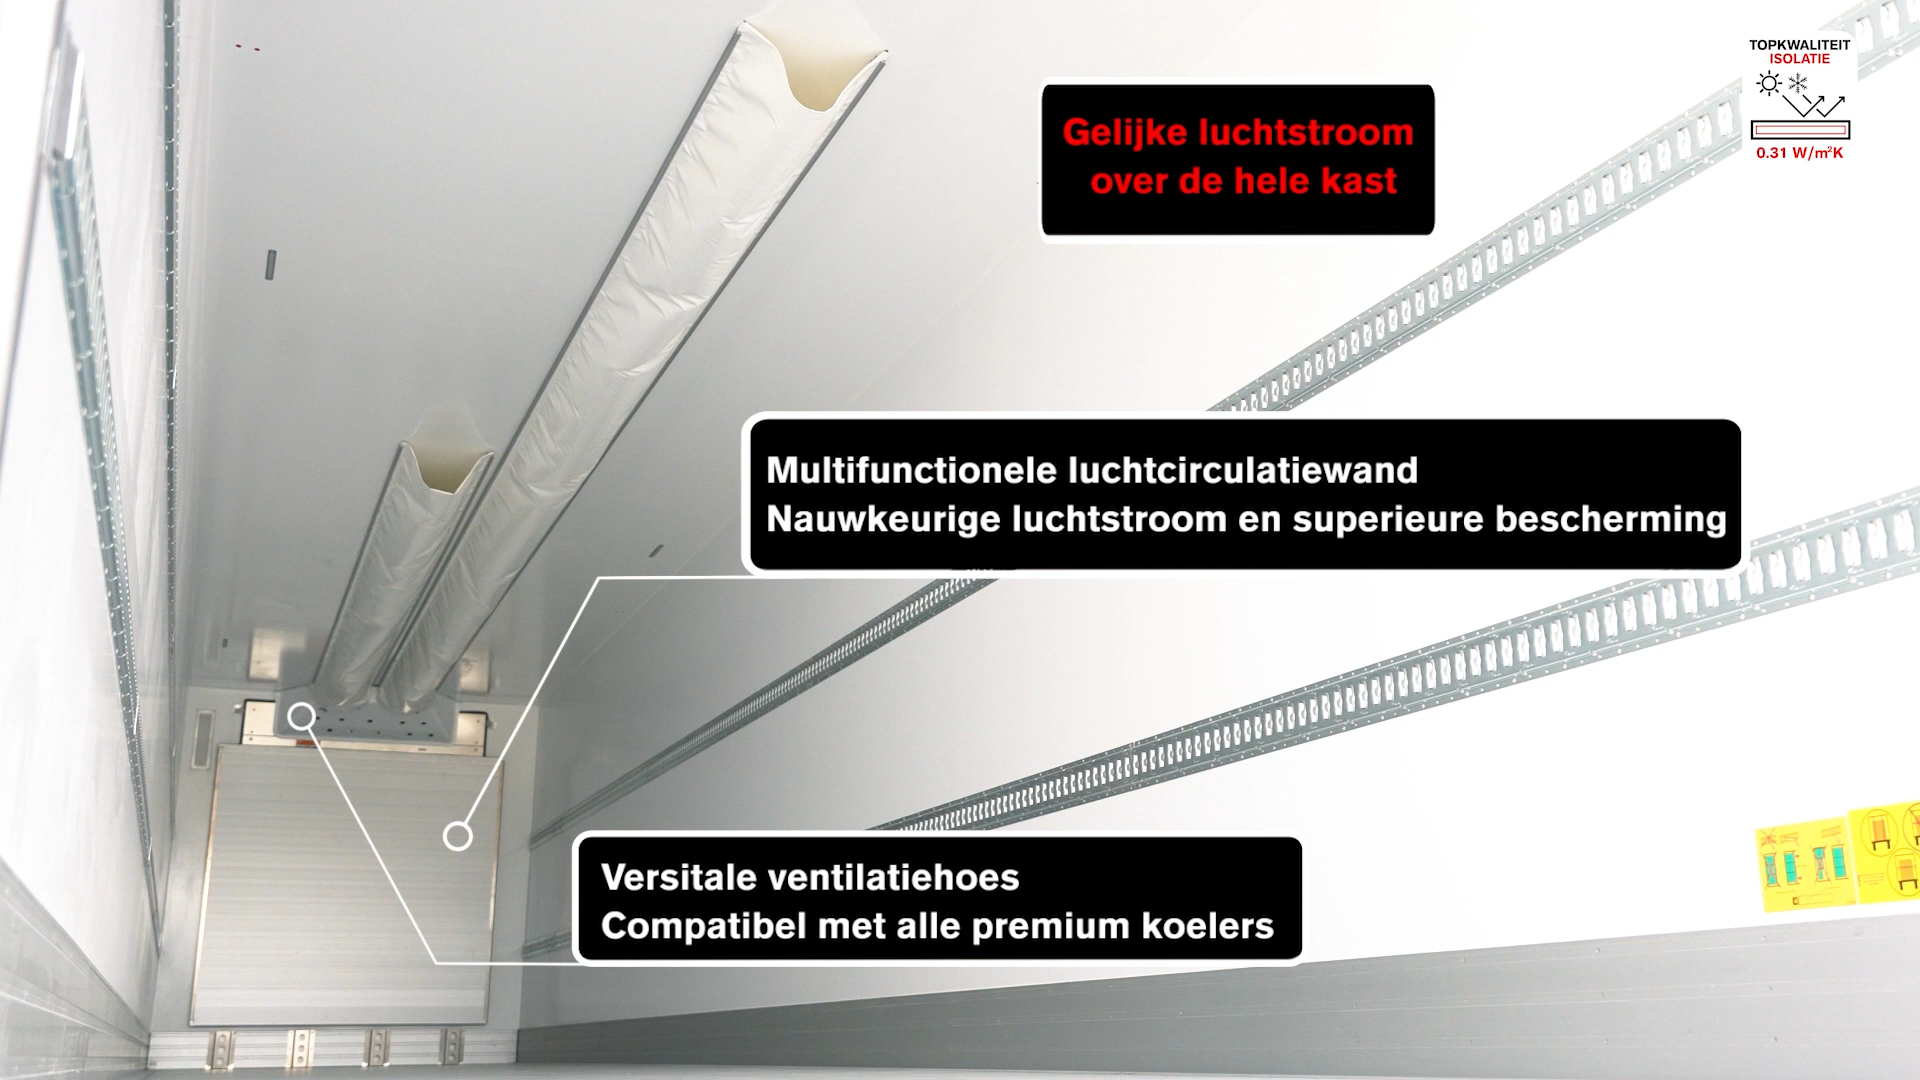 TOPKWALITEIT
ISOLATIE
0.31 W/m²K
Gelijke luchtstroom
over de hele kast
Multifunctionele luchtcirculatiewand
Nauwkeurige luchtstroom en superieure bescherming
Versitale ventilatiehoes
Compatibel met alle premium koelers